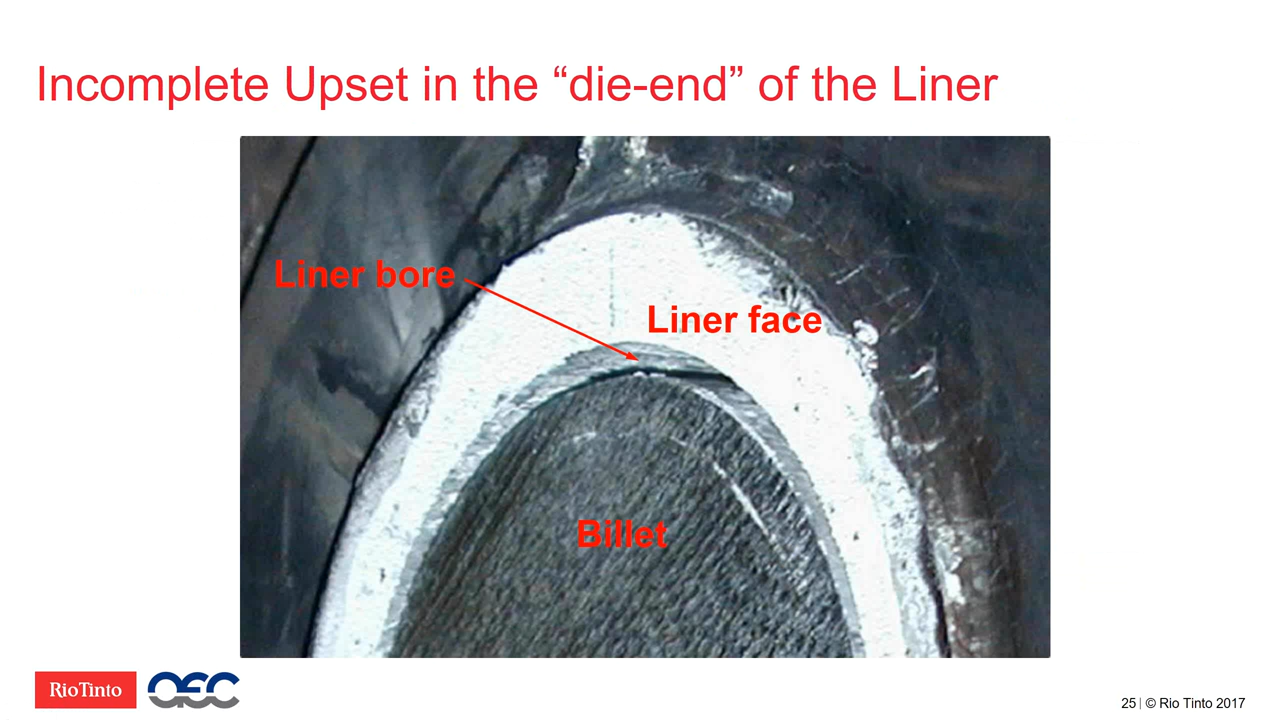 Incomplete Upset in the “die-end” of the Liner
Liner bore
Liner face
Billet
RioTinto
AEC
25 | © Rio Tinto 2017